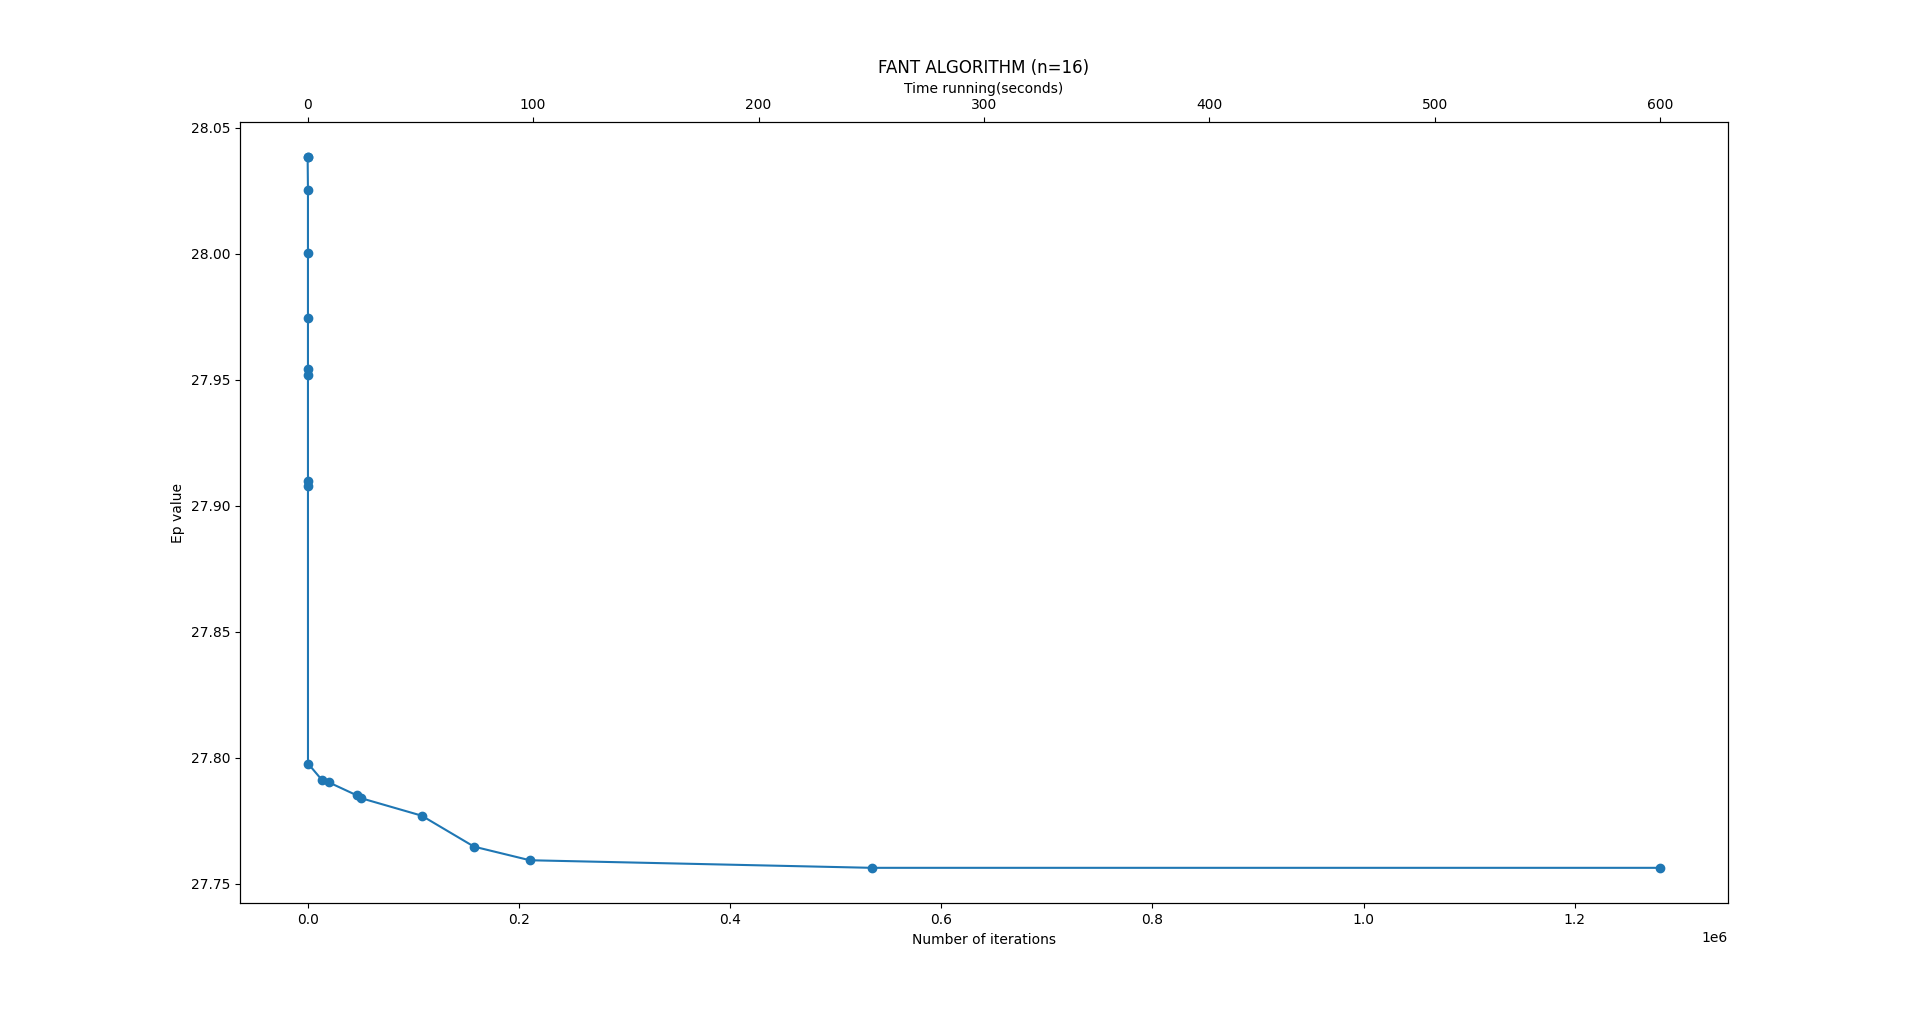 FANT ALGORITHM (n=16)
Time running(seconds)
0 100 200 300 400 500 600
28.05
28.00
27.95
27.90
27.85
27.80
27.75
Ep value
0.0 0.2 0.4 0.6 0.8 1.0 1.2
1e6
Number of iterations